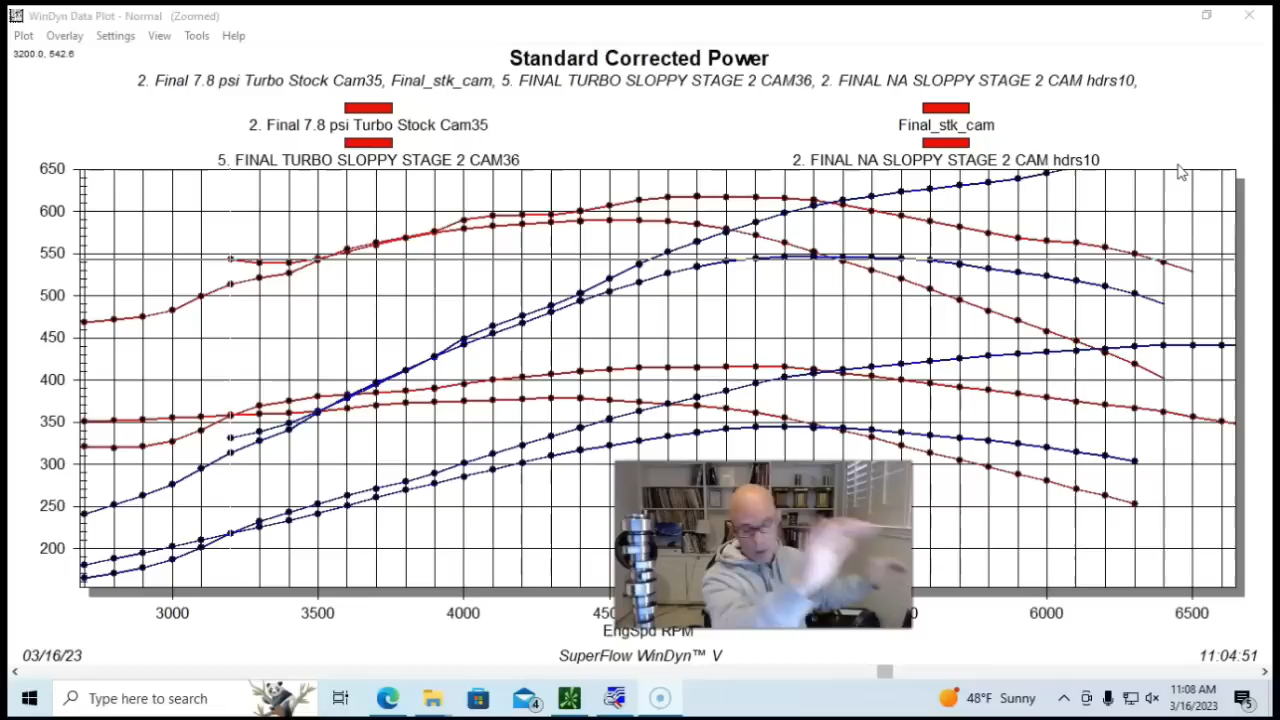 WinDyn Data Plot - Normal (Zoomed)
Plot Overlay Settings View Tools Help
3200.0, 542.6
Standard Corrected Power
2. Final 7.8 psi Turbo Stock Cam35, Final_stk_cam, 5. FINAL TURBO SLOPPY STAGE 2 CAM36, 2. FINAL NA SLOPPY STAGE 2 CAM hdrs10,
2. Final 7.8 psi Turbo Stock Cam35
Final_stk_cam
5. FINAL TURBO SLOPPY STAGE 2 CAM36
2. FINAL NA SLOPPY STAGE 2 CAM hdrs10
650
600
550
500
450
400
350
300
250
200
3000 3500 4000 6000 6500
EngSpd RPM
03/16/23 SuperFlow WinDyn™ V 11:04:51
Type here to search
4
48°F Sunny
11:08 AM
3/16/2023
5